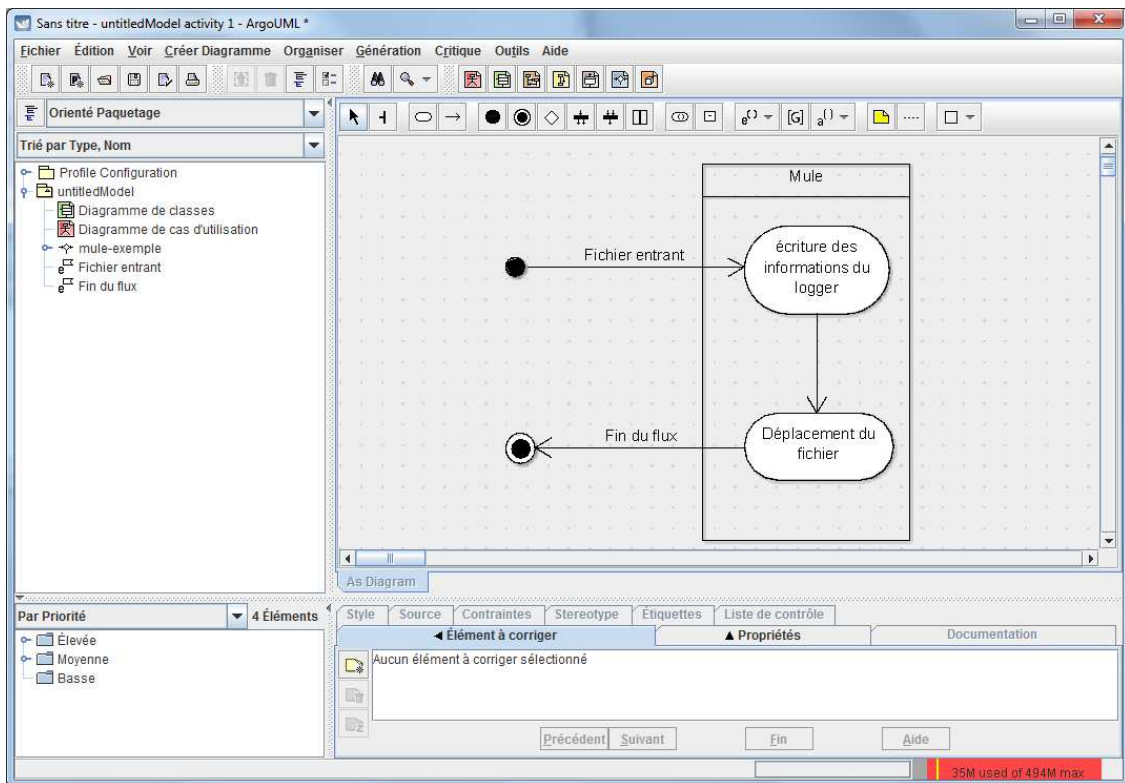 Sans titre - untitledModel activity 1 - ArgoUML *
Fichier Édition Voir Créer Diagramme Organiser Génération Critique Outils Aide
Orienté Paquetage
Trié par Type, Nom
Profile Configuration
untitledModel
Diagramme de classes
Diagramme de cas d'utilisation
mule-exemple
Fichier entrant
Fin du flux
[G]
Mule
Fichier entrant
écriture des
informations du
logger
Fin du flux
Déplacement du
fichier
As Diagram
Par Priorité 4 Éléments
Élevée
Moyenne
Basse
Style Source Contraintes Stereotype Étiquettes Liste de contrôle
Élément à corriger Propriétés Documentation
Aucun élément à corriger sélectionné
Précédent Suivant Fin Aide
35M used of 494M max